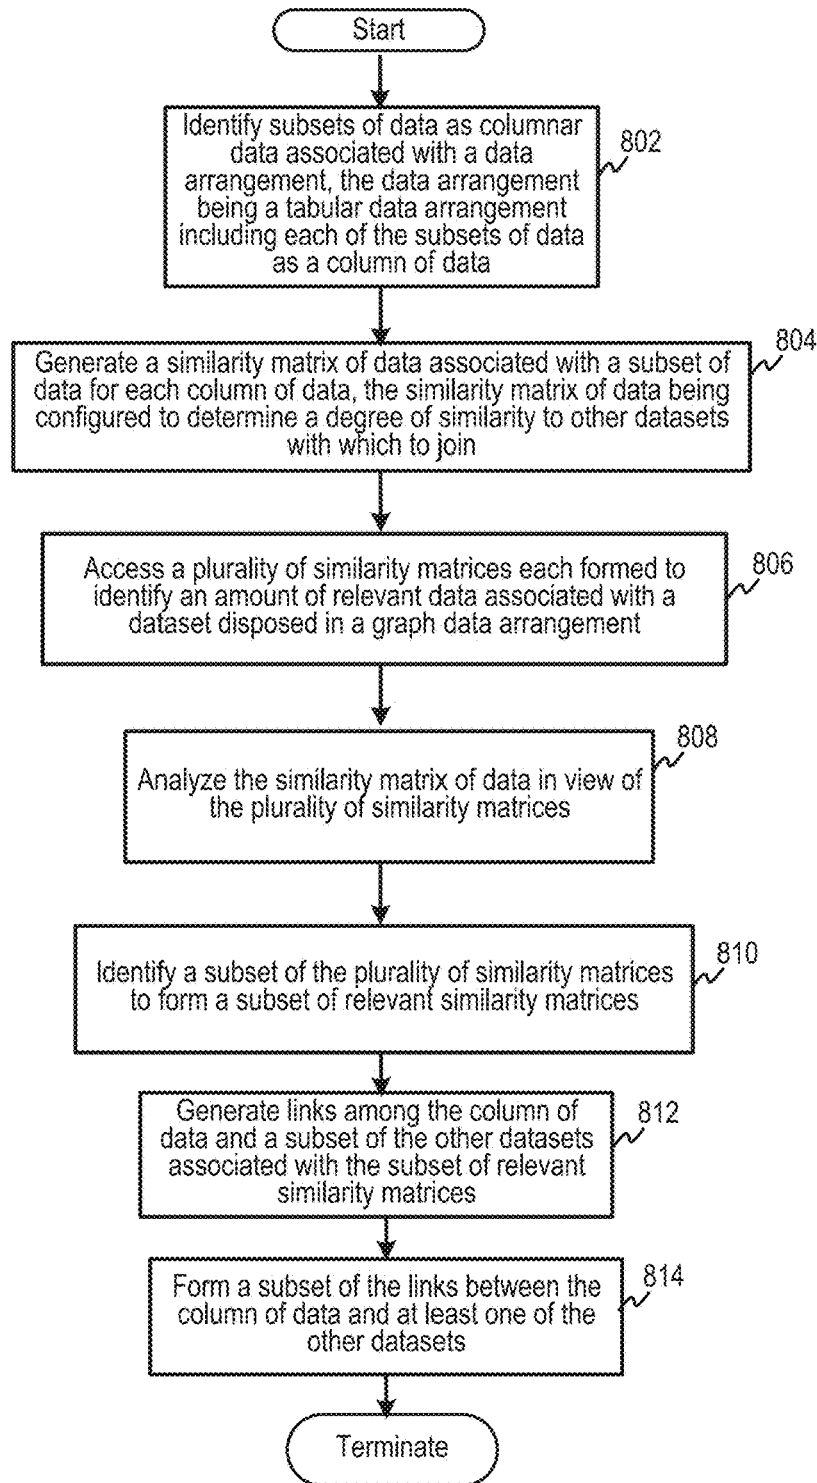 Start
Identify subsets of data as columnar
data associated with a data
arrangement, the data arrangement
being a tabular data arrangement
including each of the subsets of data
as a column of data
802
Generate a similarity matrix of data associated with a subset of
data for each column of data, the similarity matrix of data being
configured to determine a degree of similarity to other datasets
with which to join
804
Access a plurality of similarity matrices each formed to
identify an amount of relevant data associated with a
dataset disposed in a graph data arrangement
806
Analyze the similarity matrix of data in view of
the plurality of similarity matrices
808
Identify a subset of the plurality of similarity matrices
to form a subset of relevant similarity matrices
810
Generate links among the column of
data and a subset of the other datasets
associated with the subset of relevant
similarity matrices
812
Form a subset of the links between the
column of data and at least one of the
other datasets
814
Terminate